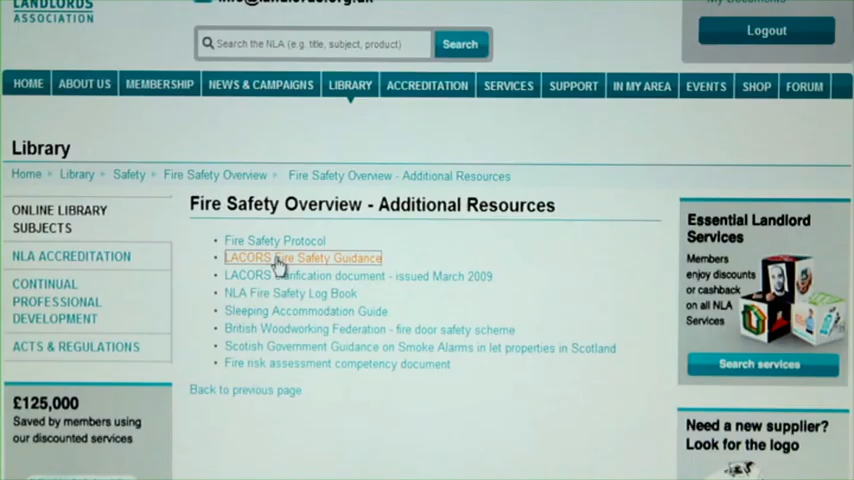 LANDLORDS
ASSOCIATION
Search the NLA (e.g. title, subject, product)
Search
My Documents
Logout
HOME
ABOUT US
MEMBERSHIP
NEWS & CAMPAIGNS
LIBRARY
ACCREDITATION
SERVICES
SUPPORT
IN MY AREA
EVENTS
SHOP
FORUM
Library
Home
Library
Safety
Fire Safety Overview
Fire Safety Overview - Additional Resources
ONLINE LIBRARY
SUBJECTS
NLA ACCREDITATION
CONTINUAL
PROFESSIONAL
DEVELOPMENT
ACTS & REGULATIONS
£125,000
Saved by members using
our discounted services
Fire Safety Overview - Additional Resources
Fire Safety Protocol
LACORS Fire Safety Guidance
LACORS document - issued March 2009
NLA Fire Safety Log Book
Sleeping Accommodation Guide
British Woodworking Federation - fire door safety scheme
Scotish Government Guidance on Smoke Alarms in let properties in Scotland
Fire risk assessment competency document
Back to previous page
Essential Landlord
Services
Members
enjoy discounts
or cashback
on all NLA
Services
Search services
Need a new supplier?
Look for the logo